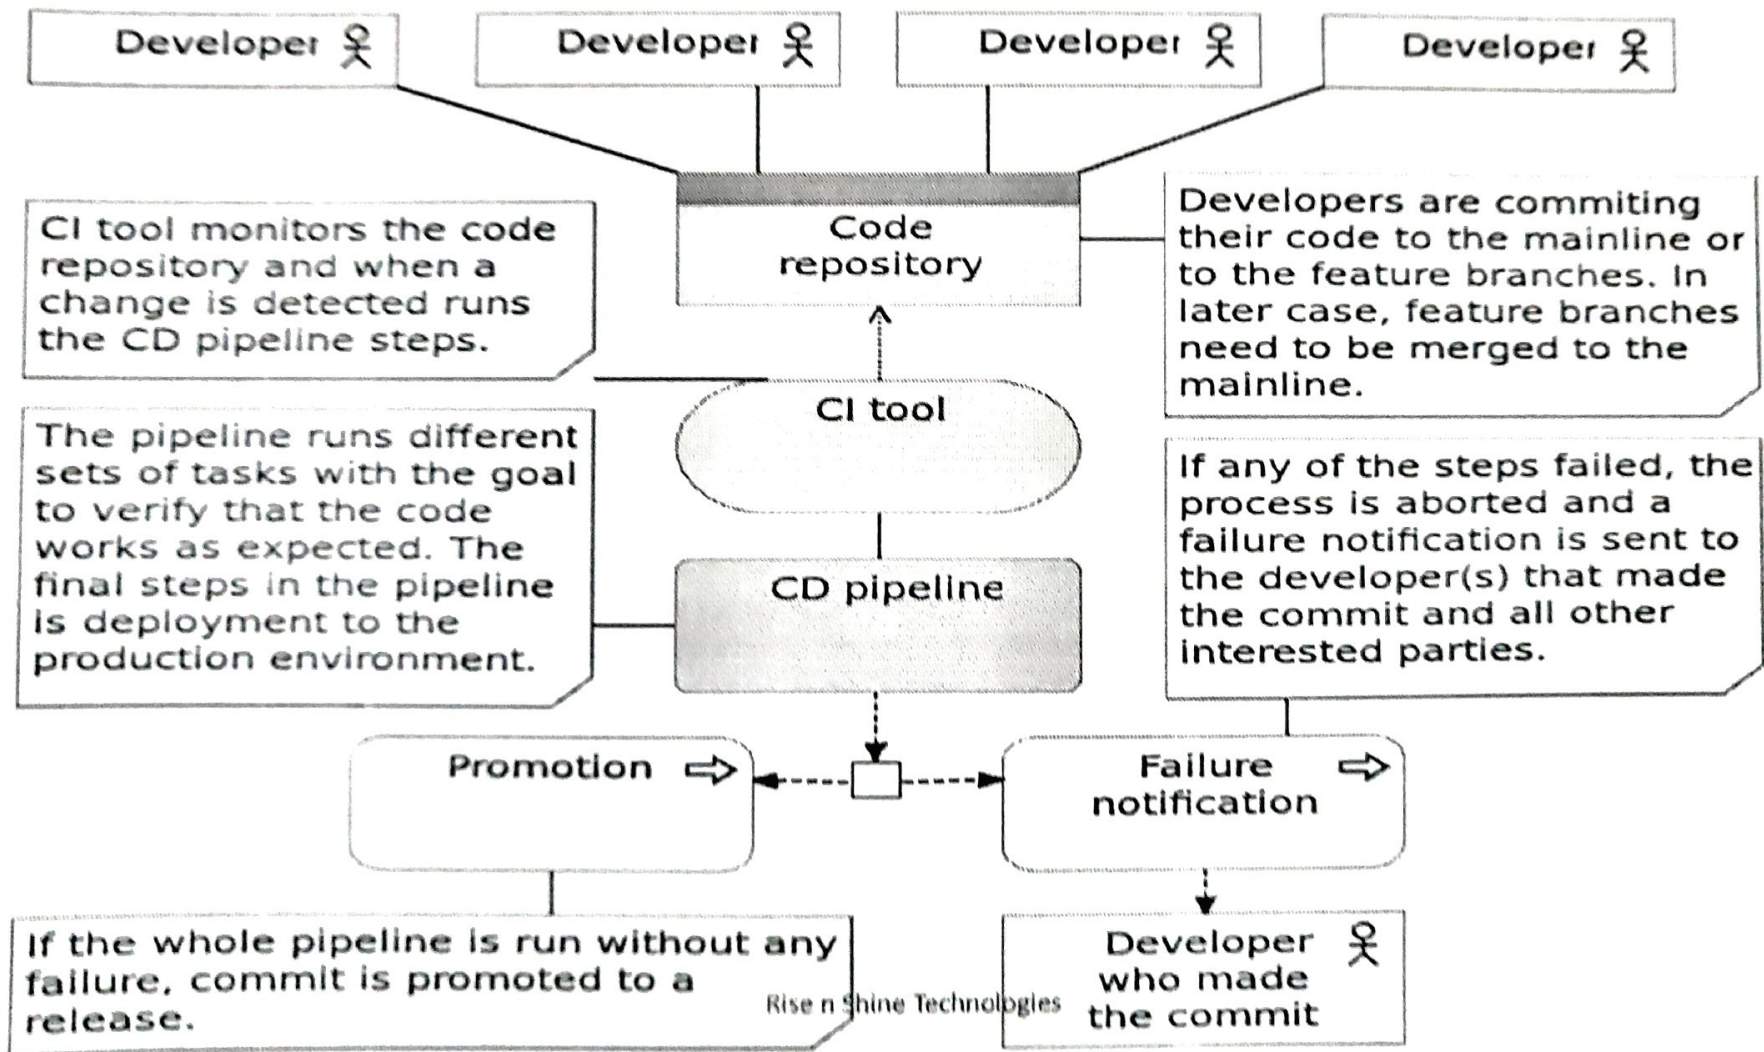 Developer
Developer
Developer
Developer
Code
repository
CI tool monitors the code
repository and when a
change is detected runs
the CD pipeline steps.
Developers are commiting
their code to the mainline or
to the feature branches. In
later case, feature branches
need to be merged to the
mainline.
CI tool
The pipeline runs different
sets of tasks with the goal
to verify that the code
works as expected. The
final steps in the pipeline
is deployment to the
production environment.
CD pipeline
If any of the steps failed, the
process is aborted and a
failure notification is sent to
the developer(s) that made
the commit and all other
interested parties.
Promotion
Failure
notification
If the whole pipeline is run without any
failure, commit is promoted to a
release.
Rise n Shine Technologies
Developer
who made
the commit